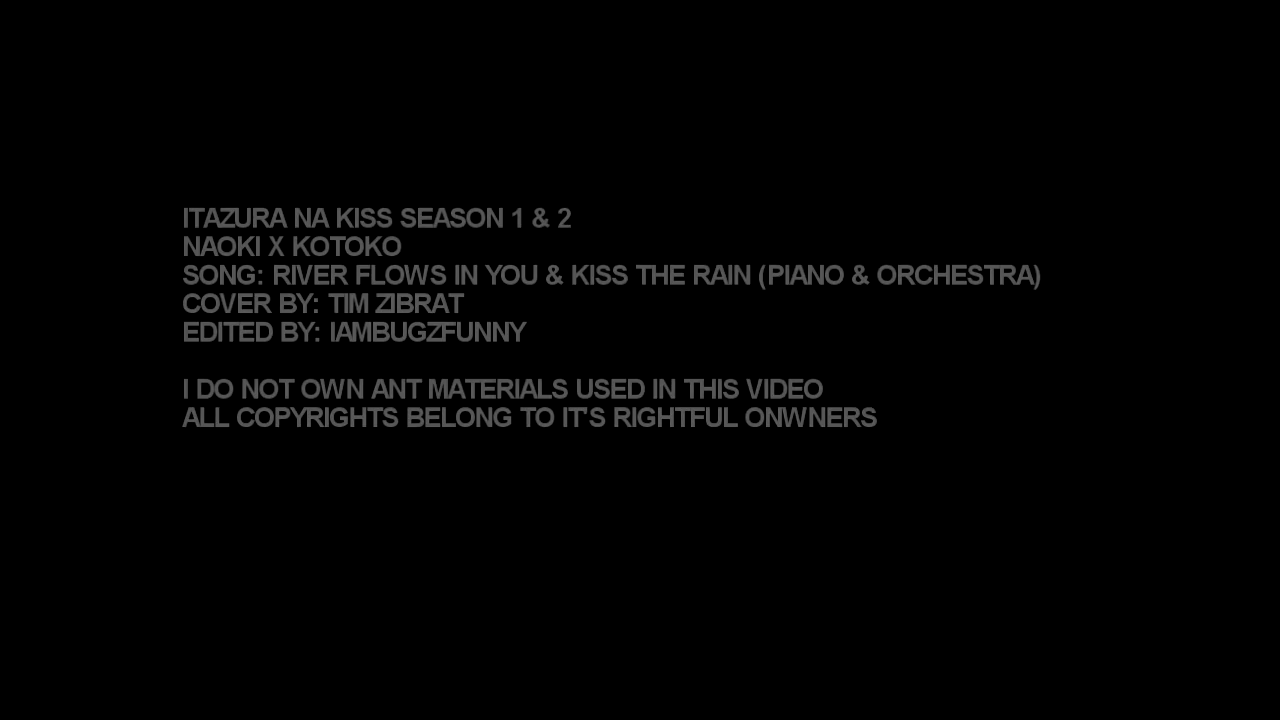 ITAZURA NA KISS SEASON 1 & 2
NAOKI X KOTOKO
SONG: RIVER FLOWS IN YOU & KISS THE RAIN (PIANO & ORCHESTRA)
COVER BY: TIM ZIBRAT
EDITED BY: IAMBUGZFUNNY
I DO NOT OWN ANT MATERIALS USED IN THIS VIDEO
ALL COPYRIGHTS BELONG TO IT'S RIGHTFUL ONWNERS